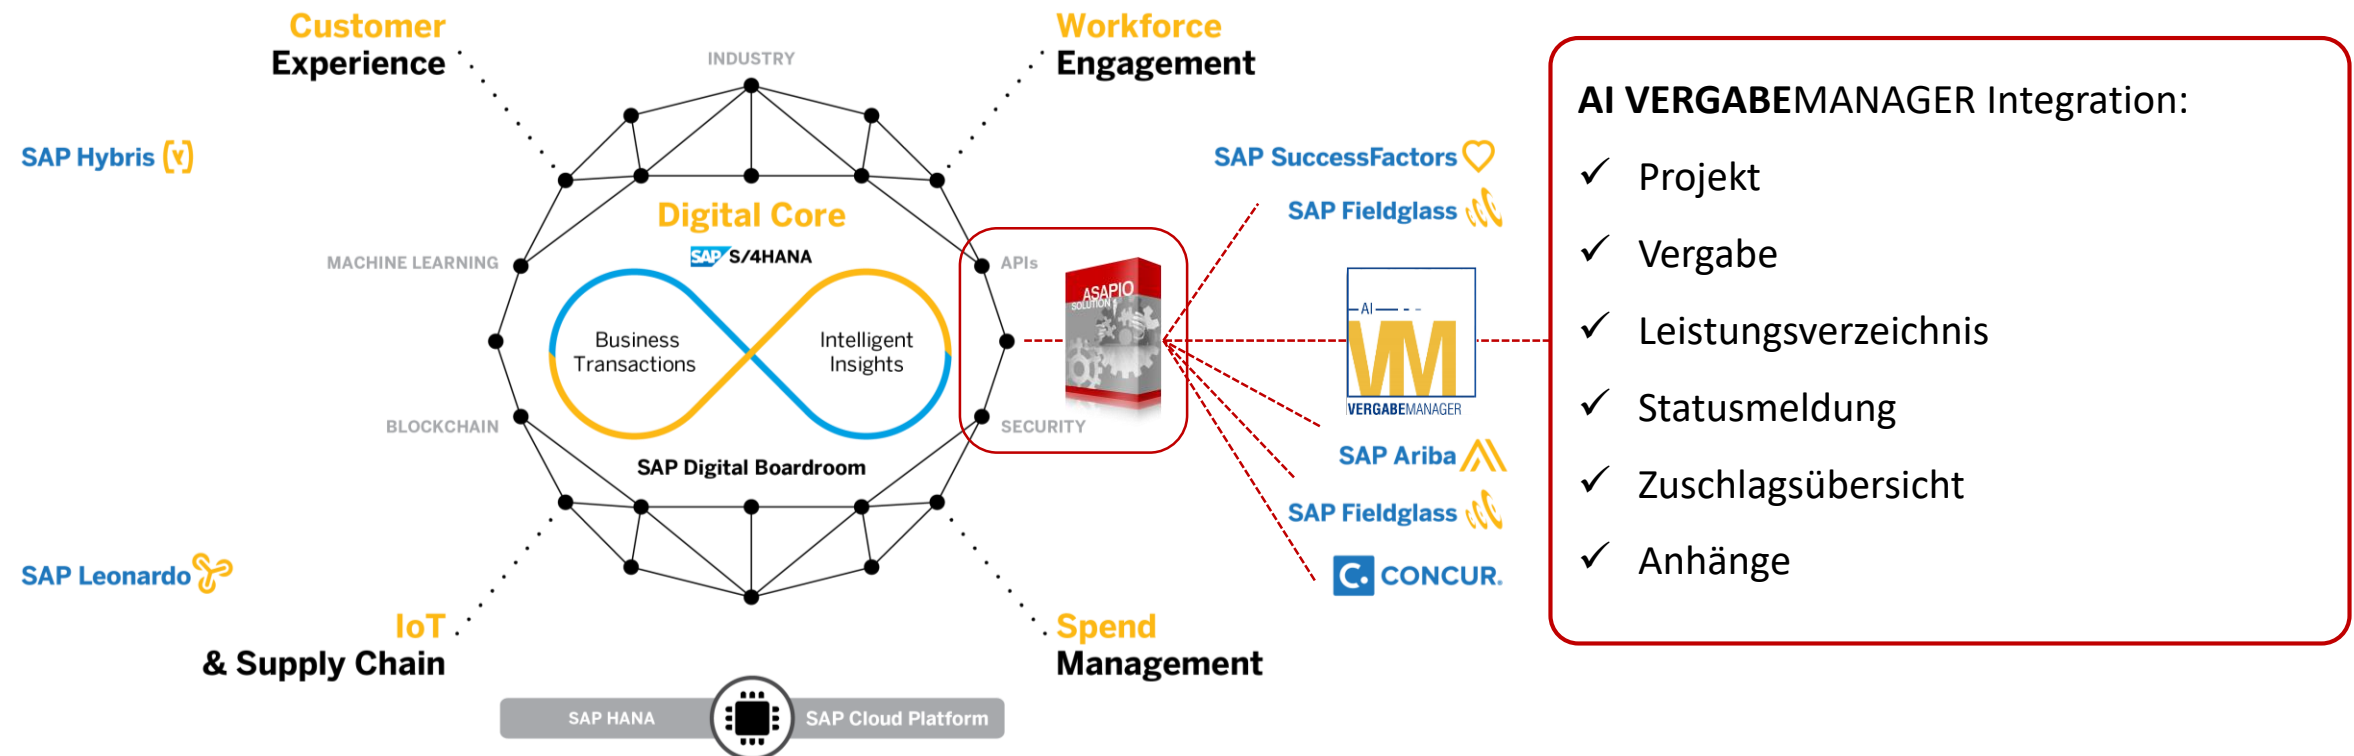 Customer
Experience
Workforce
Engagement
INDUSTRY
SAP Hybris
SAP SuccessFactors
SAP Fieldglass
Digital Core
SAP S/4HANA
MACHINE LEARNING
APIs
ASAPIO
SOLUTIONS
Business
Transactions
Intelligent
Insights
AI
VM
VERGABEMANAGER
BLOCKCHAIN
SECURITY
SAP Digital Boardroom
SAP Ariba
SAP Fieldglass
C. CONCUR.
SAP Leonardo
IoT
& Supply Chain
Spend
Management
SAP HANA
SAP Cloud Platform
AI VERGABEMANAGER Integration:
✓ Projekt
✓ Vergabe
✓ Leistungsverzeichnis
✓ Statusmeldung
✓ Zuschlagsübersicht
✓ Anhänge